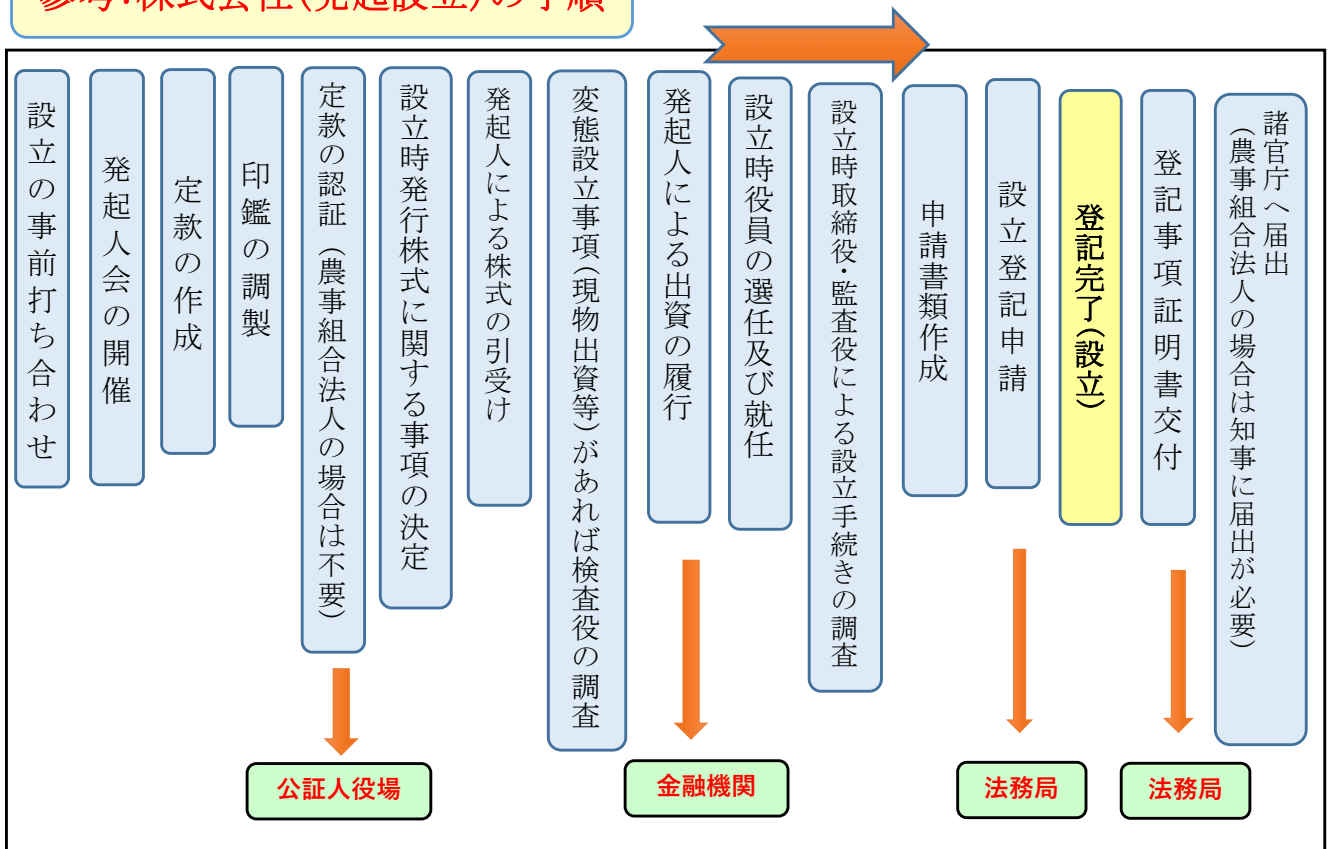 参考：株式会社（発起設立）の手順
設立の事前打ち合わせ
発起人会の開催
定款の作成
印鑑の調製
定款の認証（農事組合法人の場合は不要）
設立時発行株式に関する事項の決定
発起人による株式の引受け
変態設立事項（現物出資等）があれば検査役の調査
発起人による出資の履行
設立時役員の選任及び就任
設立時取締役・監査役による設立手続きの調査
申請書類作成
設立登記申請
登記完了（設立）
登記事項証明書交付
諸官庁へ届出
（農事組合法人の場合は知事に届出が必要）
公証人役場
金融機関
法務局
法務局